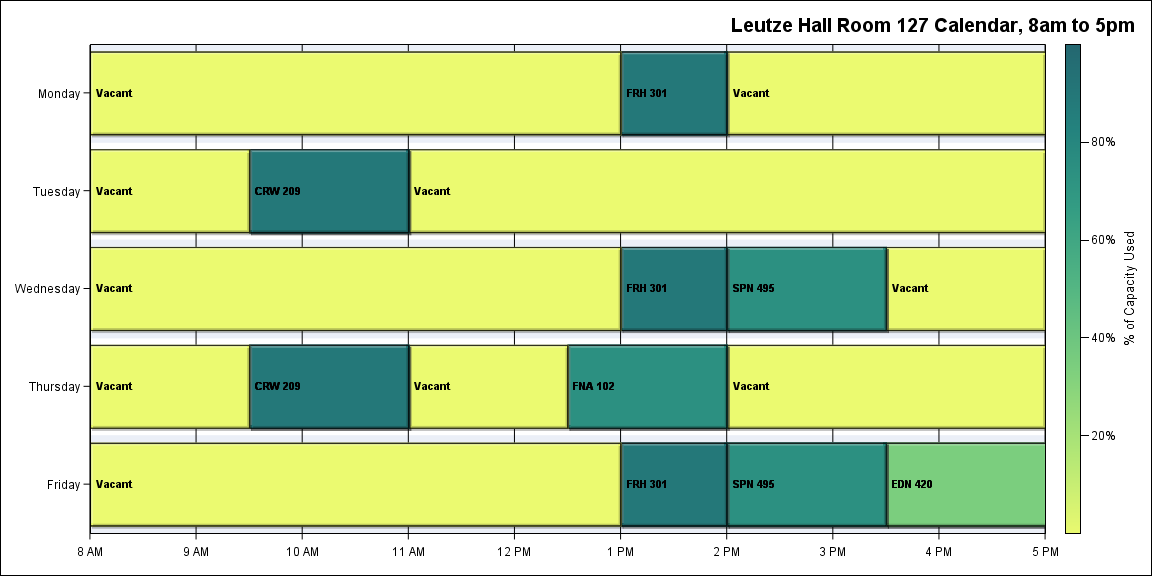 Leutze Hall Room 127 Calendar, 8am to 5pm
Monday
Vacant
FRH 301
Vacant
Tuesday
Vacant
CRW 209
Vacant
Wednesday
Vacant
FRH 301
SPN 495
Vacant
Thursday
Vacant
CRW 209
Vacant
FNA 102
Vacant
Friday
Vacant
FRH 301
SPN 495
EDN 420
8 AM
9 AM
10 AM
11 AM
12 PM
1 PM
2 PM
3 PM
4 PM
5 PM
80%
60%
40%
20%
% of Capacity Used